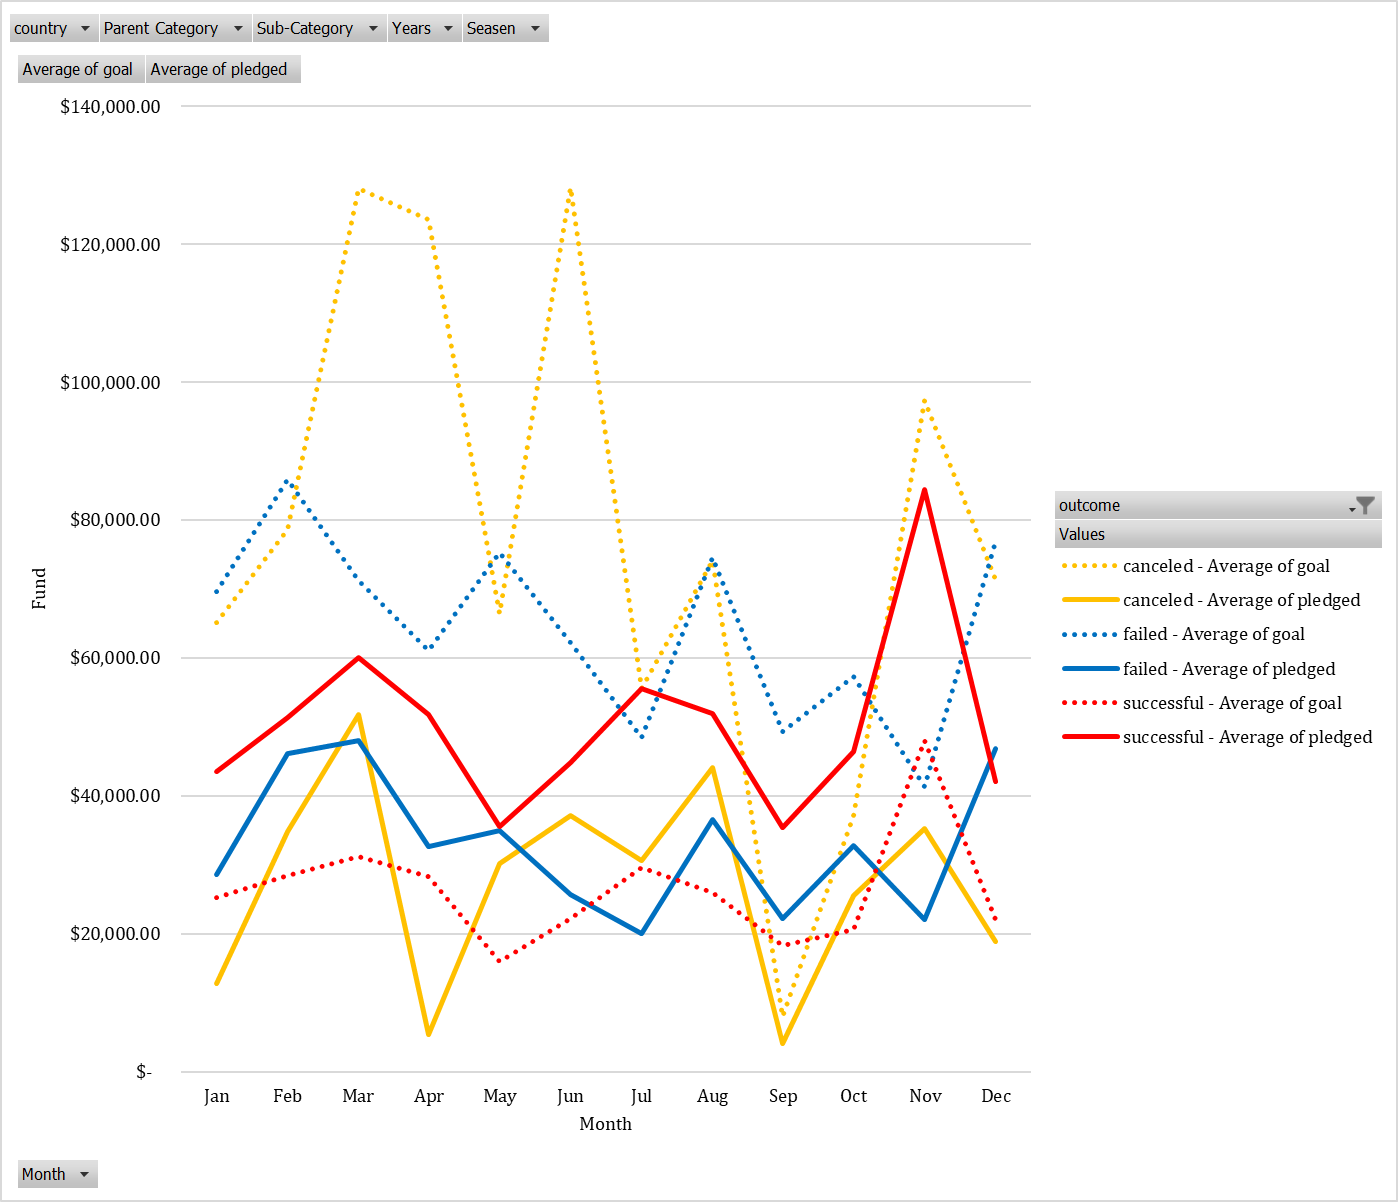 country Parent Category Sub-Category Years Seasen
Average of goal Average of pledged
$140,000.00
$120,000.00
$100,000.00
$80,000.00
$60,000.00
$40,000.00
$20,000.00
$-
Fund
Jan Feb Mar Apr May Jun Jul Aug Sep Oct Nov Dec
Month
outcome
Values
canceled - Average of goal
canceled - Average of pledged
failed - Average of goal
failed - Average of pledged
successful - Average of goal
successful - Average of pledged
Month